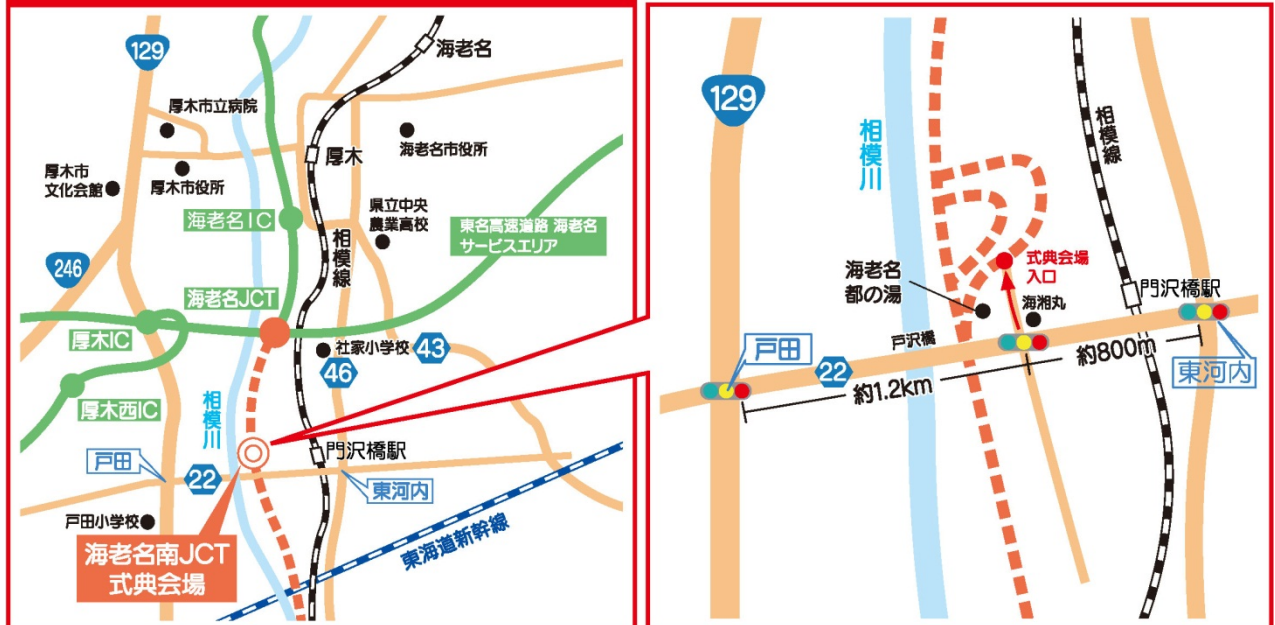 129
海老名
厚木市立病院
海老名市役所
厚木
厚木市
文化会館
厚木市役所
海老名IC
県立中央
農業高校
東名高速道路 海老名
サービスエリア
相模線
246
海老名JCT
厚木IC
社家小学校
43
46
厚木西IC
相模川
門沢橋駅
戸田
22
東河内
戸田小学校
海老名南JCT
式典会場
東海道新幹線
129
相模川
相模線
式典会場
入口
海老名
都の湯
海湘丸
門沢橋駅
戸沢橋
戸田
22
約1.2km
約800m
東河内